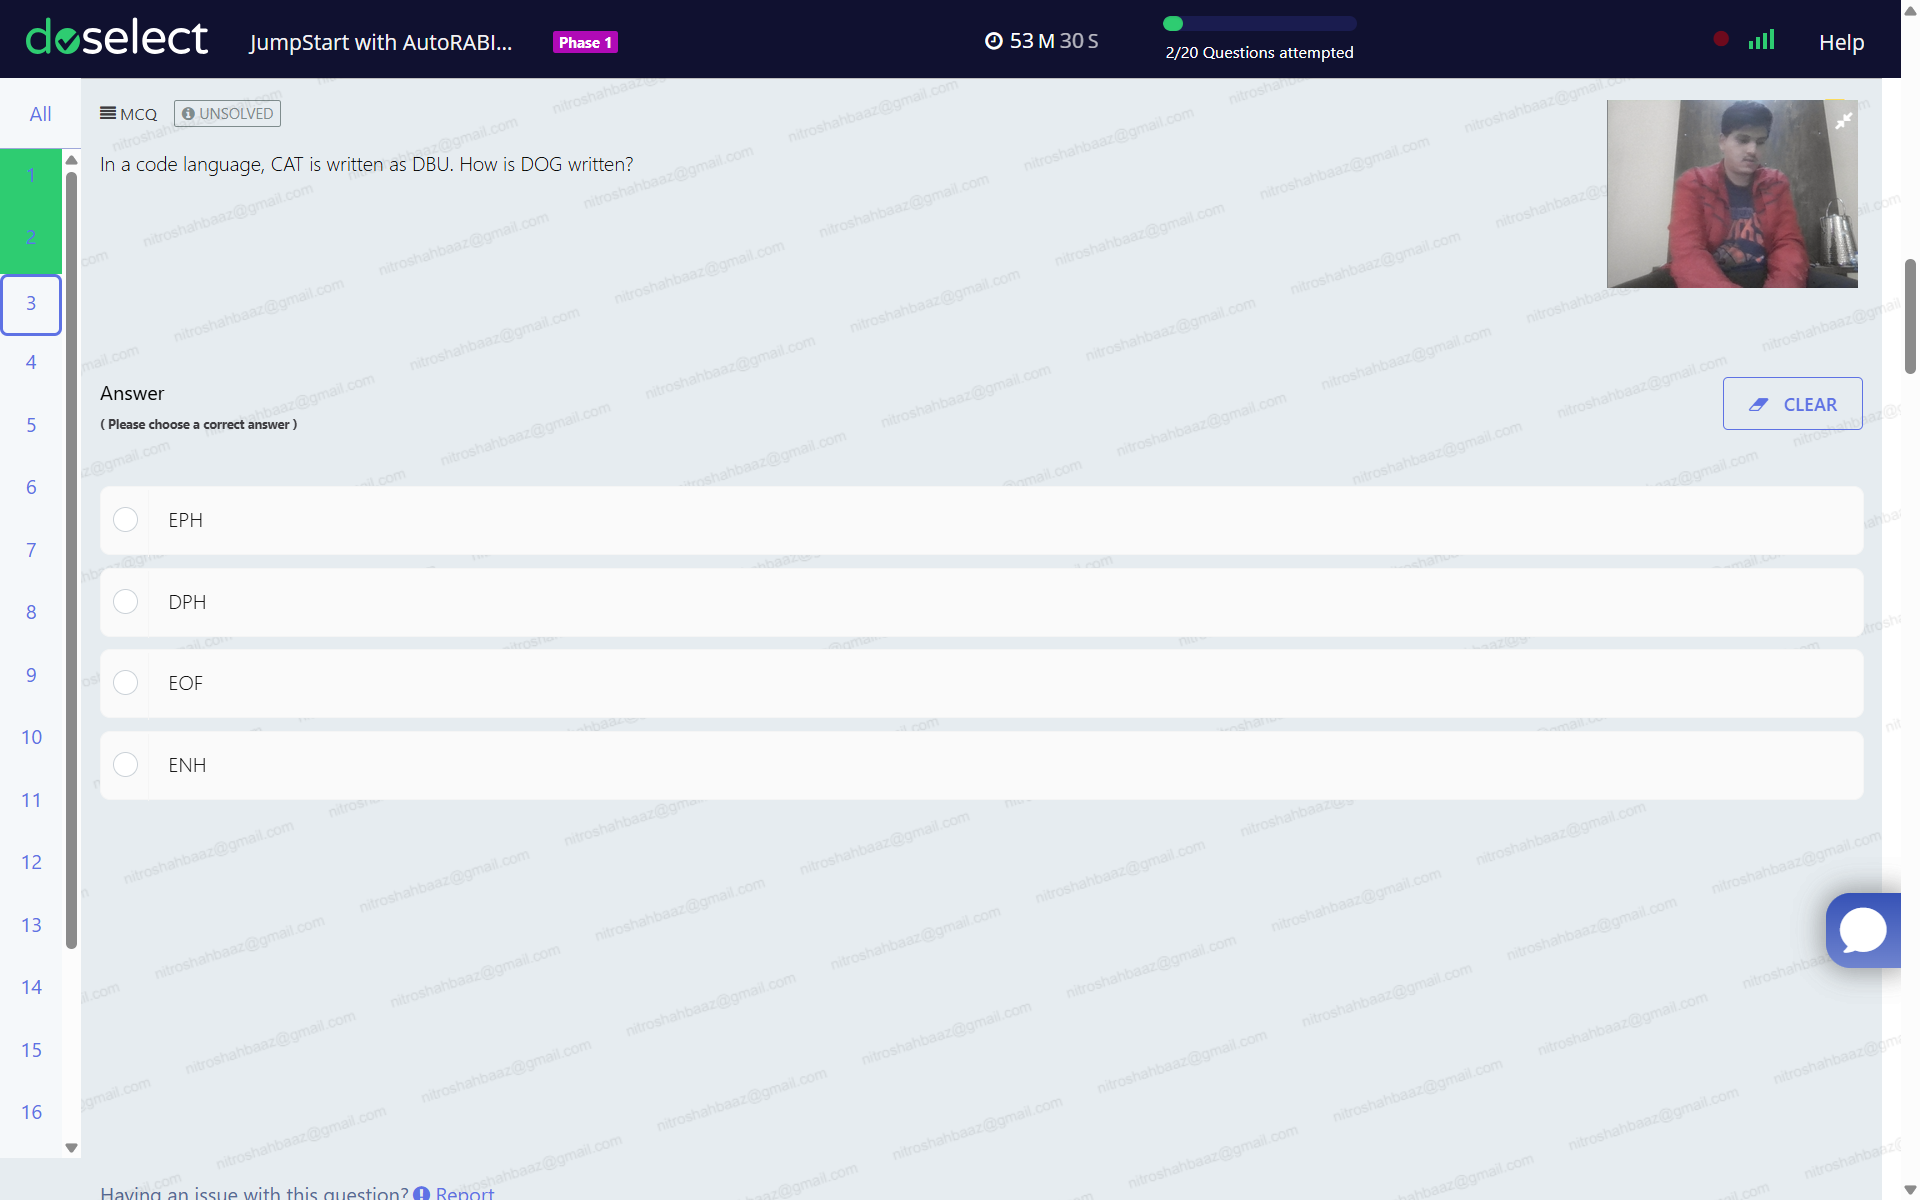 doselect
JumpStart with AutoRABI...
Phase 1
53 M 30 S
2/20 Questions attempted
Help
All
1
2
3
4
5
6
7
8
9
10
11
12
13
14
15
16
MCQ
UNSOLVED
In a code language, CAT is written as DBU. How is DOG written?
Answer
( Please choose a correct answer )
CLEAR
EPH
DPH
EOF
ENH
Having an issue with this question? Report
nitroshahbaaz@gmail.com